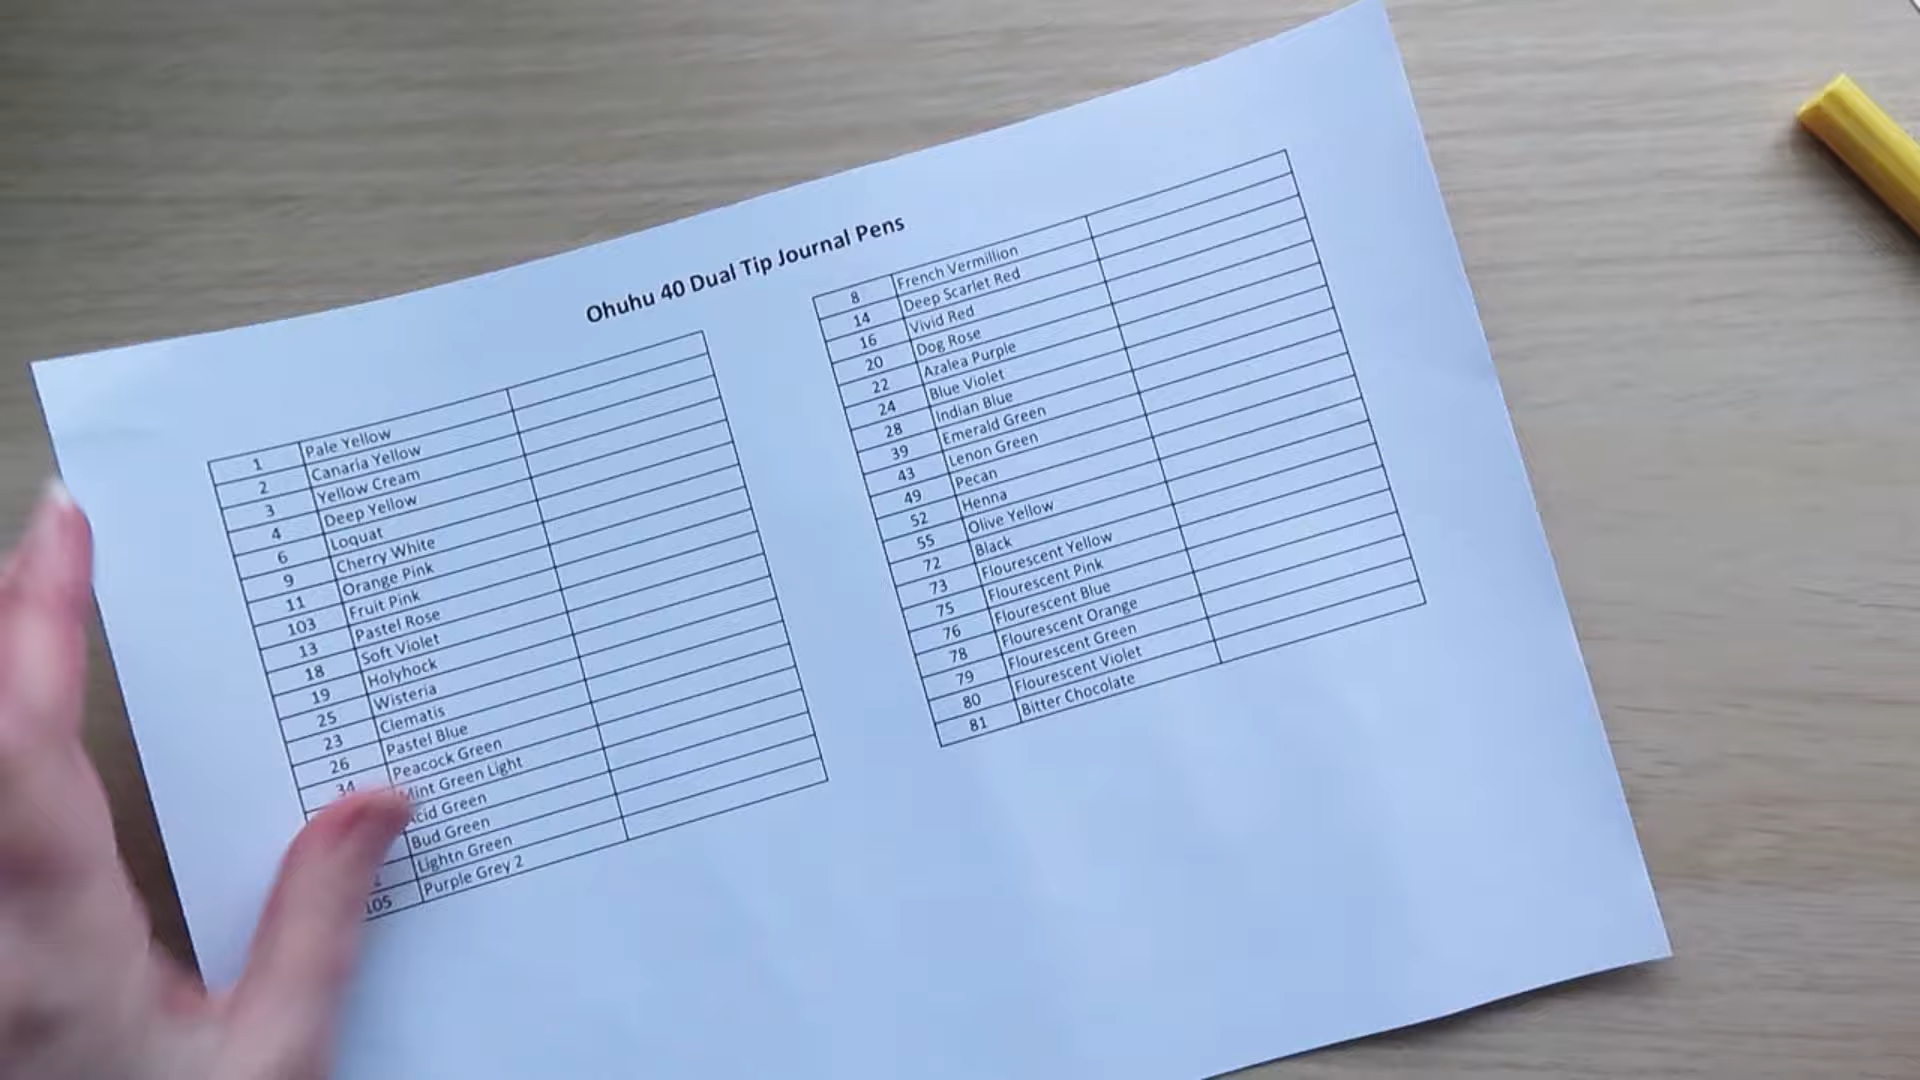 Ohuhu 40 Dual Tip Journal Pens
1 Pale Yellow
2 Canaria Yellow
3 Yellow Cream
4 Deep Yellow
6 Loquat
9 Cherry White
11 Orange Pink
103 Fruit Pink
13 Pastel Rose
18 Soft Violet
19 Holyhock
25 Wisteria
23 Clematis
26 Pastel Blue
34 Peacock Green
Mint Green Light
Acid Green
Bud Green
Lightn Green
105 Purple Grey 2
8 French Vermillion
14 Deep Scarlet Red
16 Vivid Red
20 Dog Rose
22 Azalea Purple
24 Blue Violet
28 Indian Blue
39 Emerald Green
43 Lenon Green
49 Pecan
52 Henna
55 Olive Yellow
72 Black
73 Flourescent Yellow
75 Flourescent Pink
76 Flourescent Blue
78 Flourescent Orange
79 Flourescent Green
80 Flourescent Violet
81 Bitter Chocolate